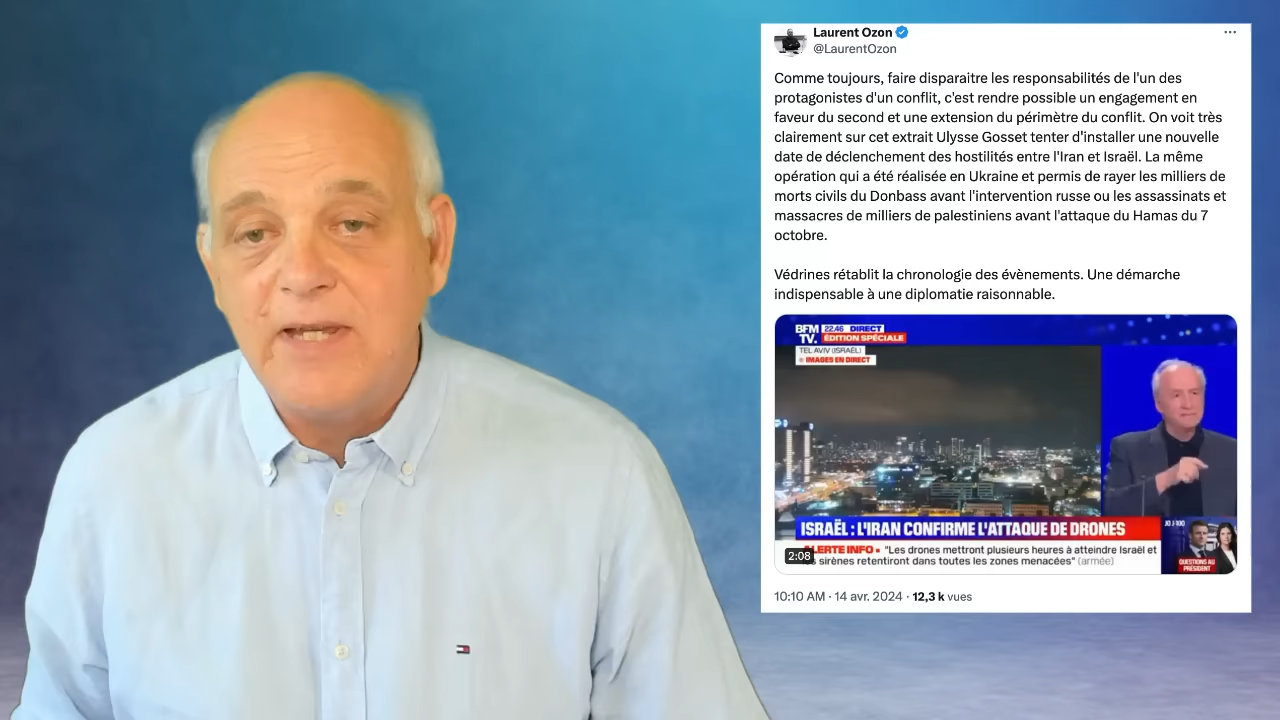 Laurent Ozon
@LaurentOzon
Comme toujours, faire disparaitre les responsabilités de l'un des
protagonistes d'un conflit, c'est rendre possible un engagement en
faveur du second et une extension du périmètre du conflit. On voit très
clairement sur cet extrait Ulysse Gosset tenter d'installer une nouvelle
date de déclenchement des hostilités entre l'Iran et Israël. La même
opération qui a été réalisée en Ukraine et permis de rayer les milliers de
morts civils du Donbass avant l'intervention russe ou les assassinats et
massacres de milliers de palestiniens avant l'attaque du Hamas du 7
octobre.
Védrines rétablit la chronologie des évènements. Une démarche
indispensable à une diplomatie raisonnable.
BFM TV. 22.46 DIRECT
ÉDITION SPÉCIALE
TEL AVIV (ISRAËL)
IMAGES EN DIRECT
ISRAËL : L'IRAN CONFIRME L'ATTAQUE DE DRONES
JO J-100
QUESTIONS AU
PRÉSIDENT
2:08
ALERTE INFO "Les drones mettront plusieurs heures à atteindre Israël et
sirènes retentiront dans toutes les zones menacées" (armée)
10:10 AM · 14 avr. 2024 · 12,3 k vues